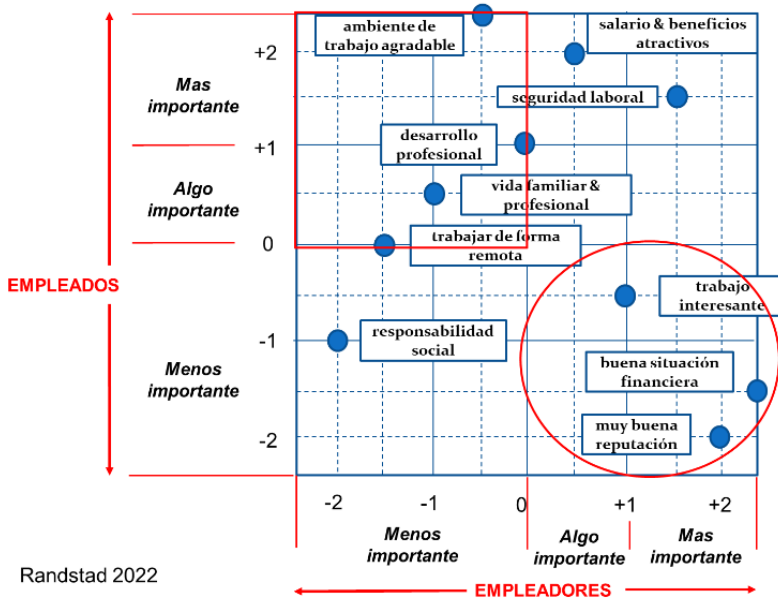 ambiente de
trabajo agradable
salario & beneficios
atractivos
+2
Mas
importante
seguridad laboral
desarrollo
profesional
+1
Algo
importante
vida familiar &
profesional
0
trabajar de forma
remota
EMPLEADOS
trabajo
interesante
-1
responsabilidad
social
Menos
importante
buena situación
financiera
muy buena
reputación
-2
-2
-1
0
+1
+2
Menos
importante
Algo
importante
Mas
importante
Randstad 2022
EMPLEADORES